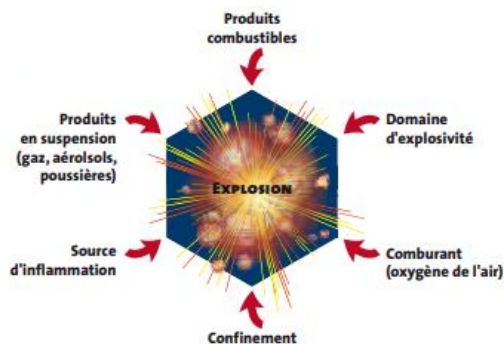 Produits
combustibles
Produits
en suspension
(gaz, aérolsols,
poussières)
Domaine
d'explosivité
EXPLOSION
Source
d'inflammation
Comburant
(oxygène de l'air)
Confinement